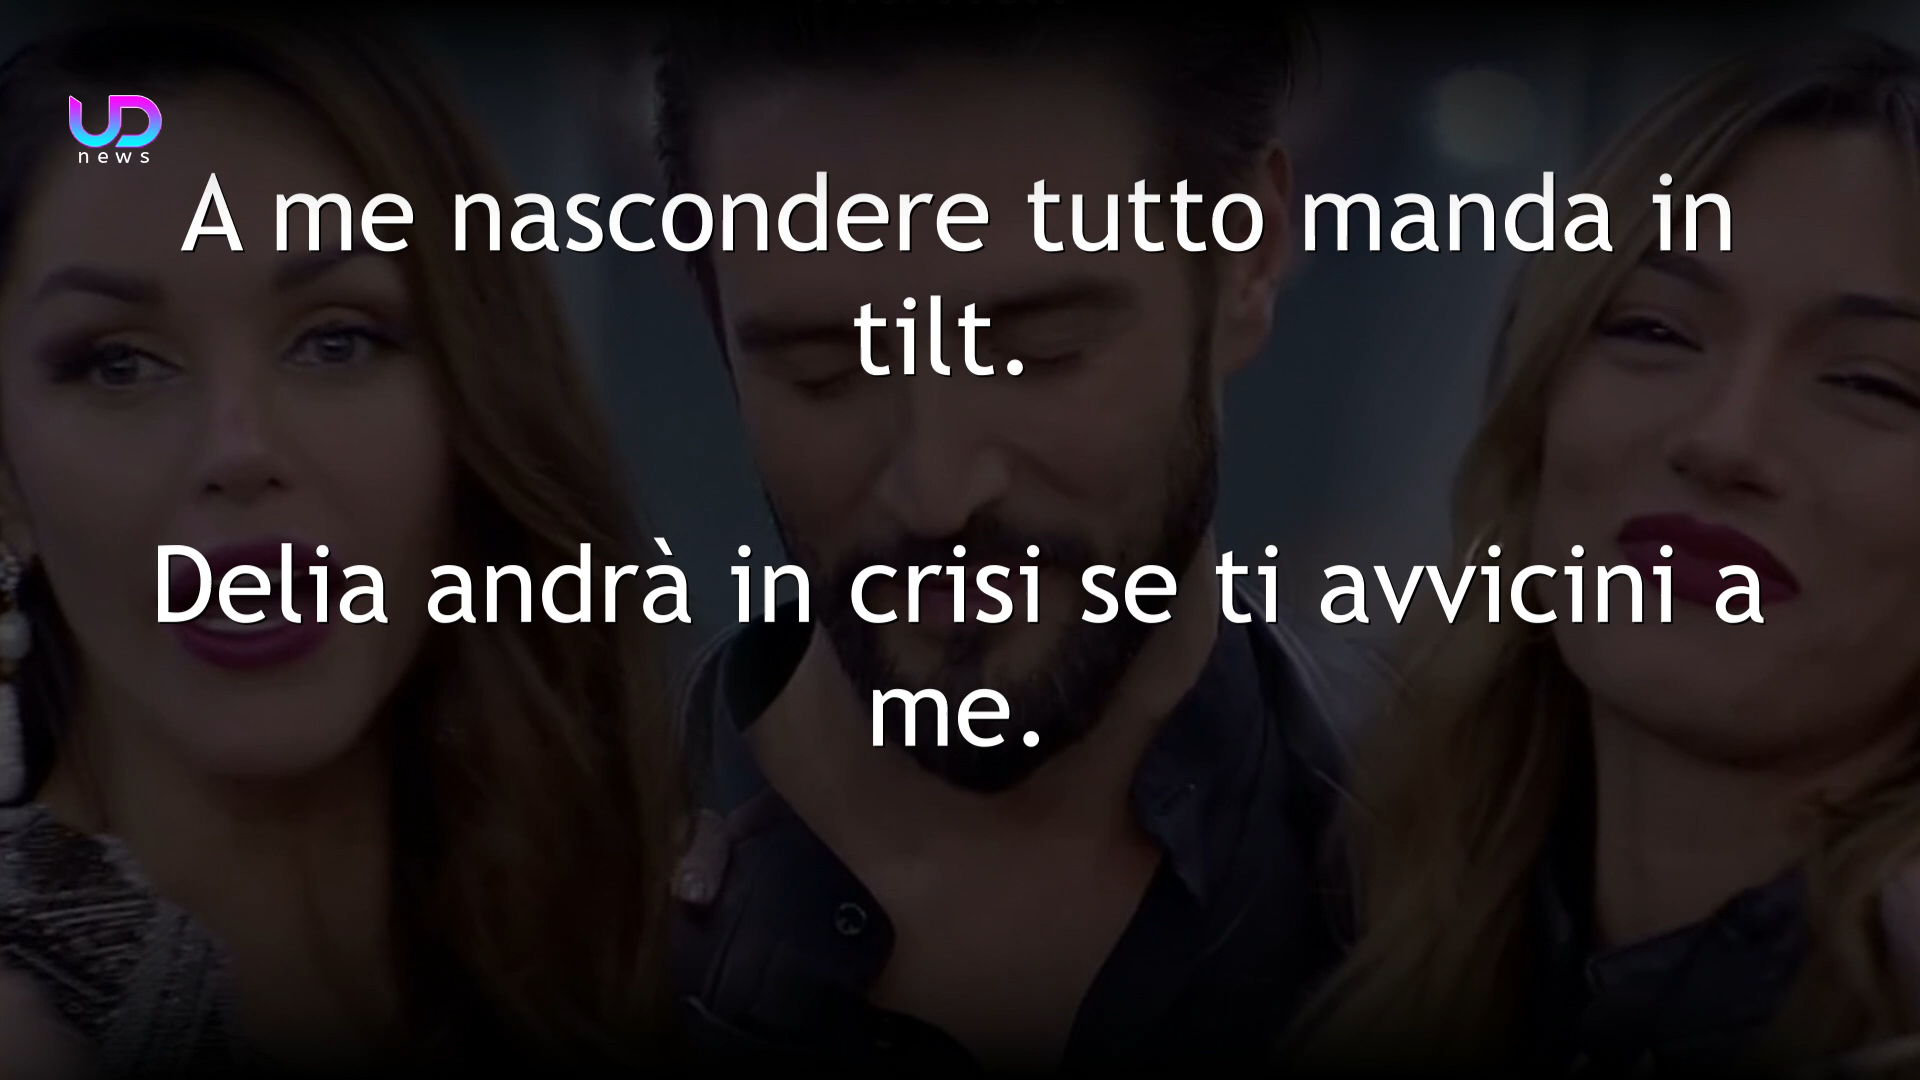 UD
news
A me nascondere tutto manda in
tilt.
Delia andrà in crisi se ti avvicini a
me.